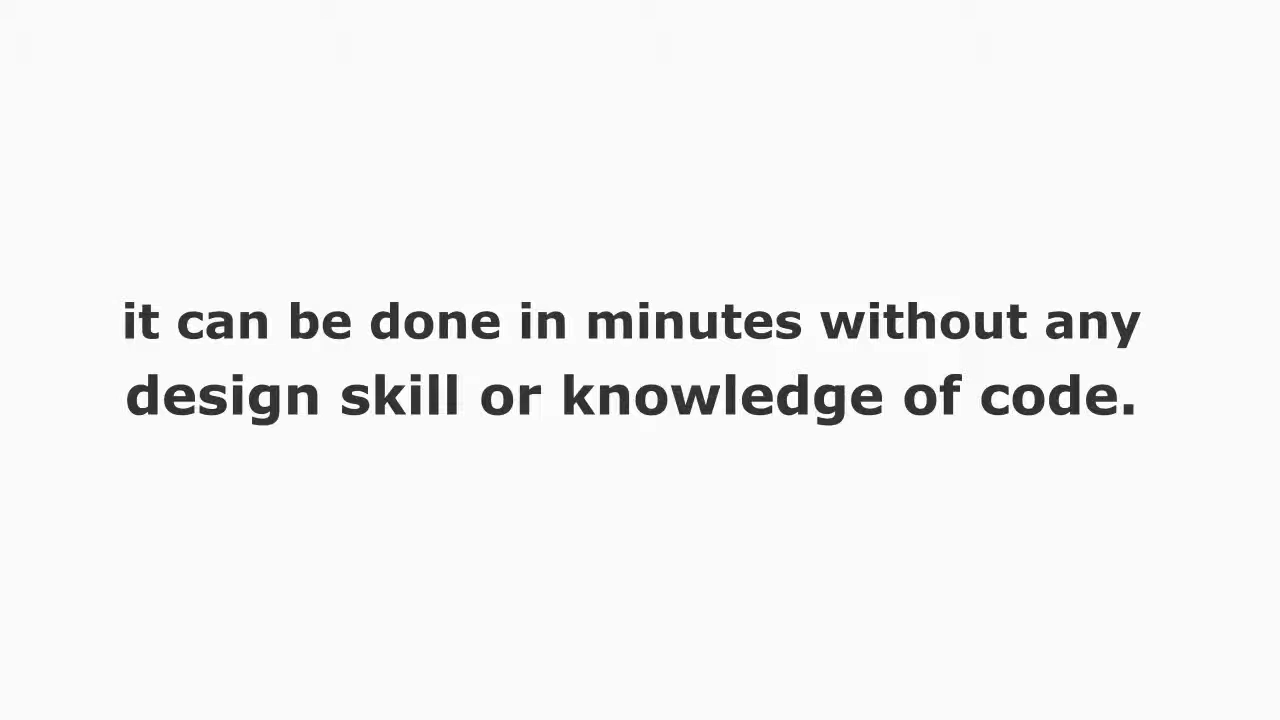 it can be done in minutes without any
design skill or knowledge of code.